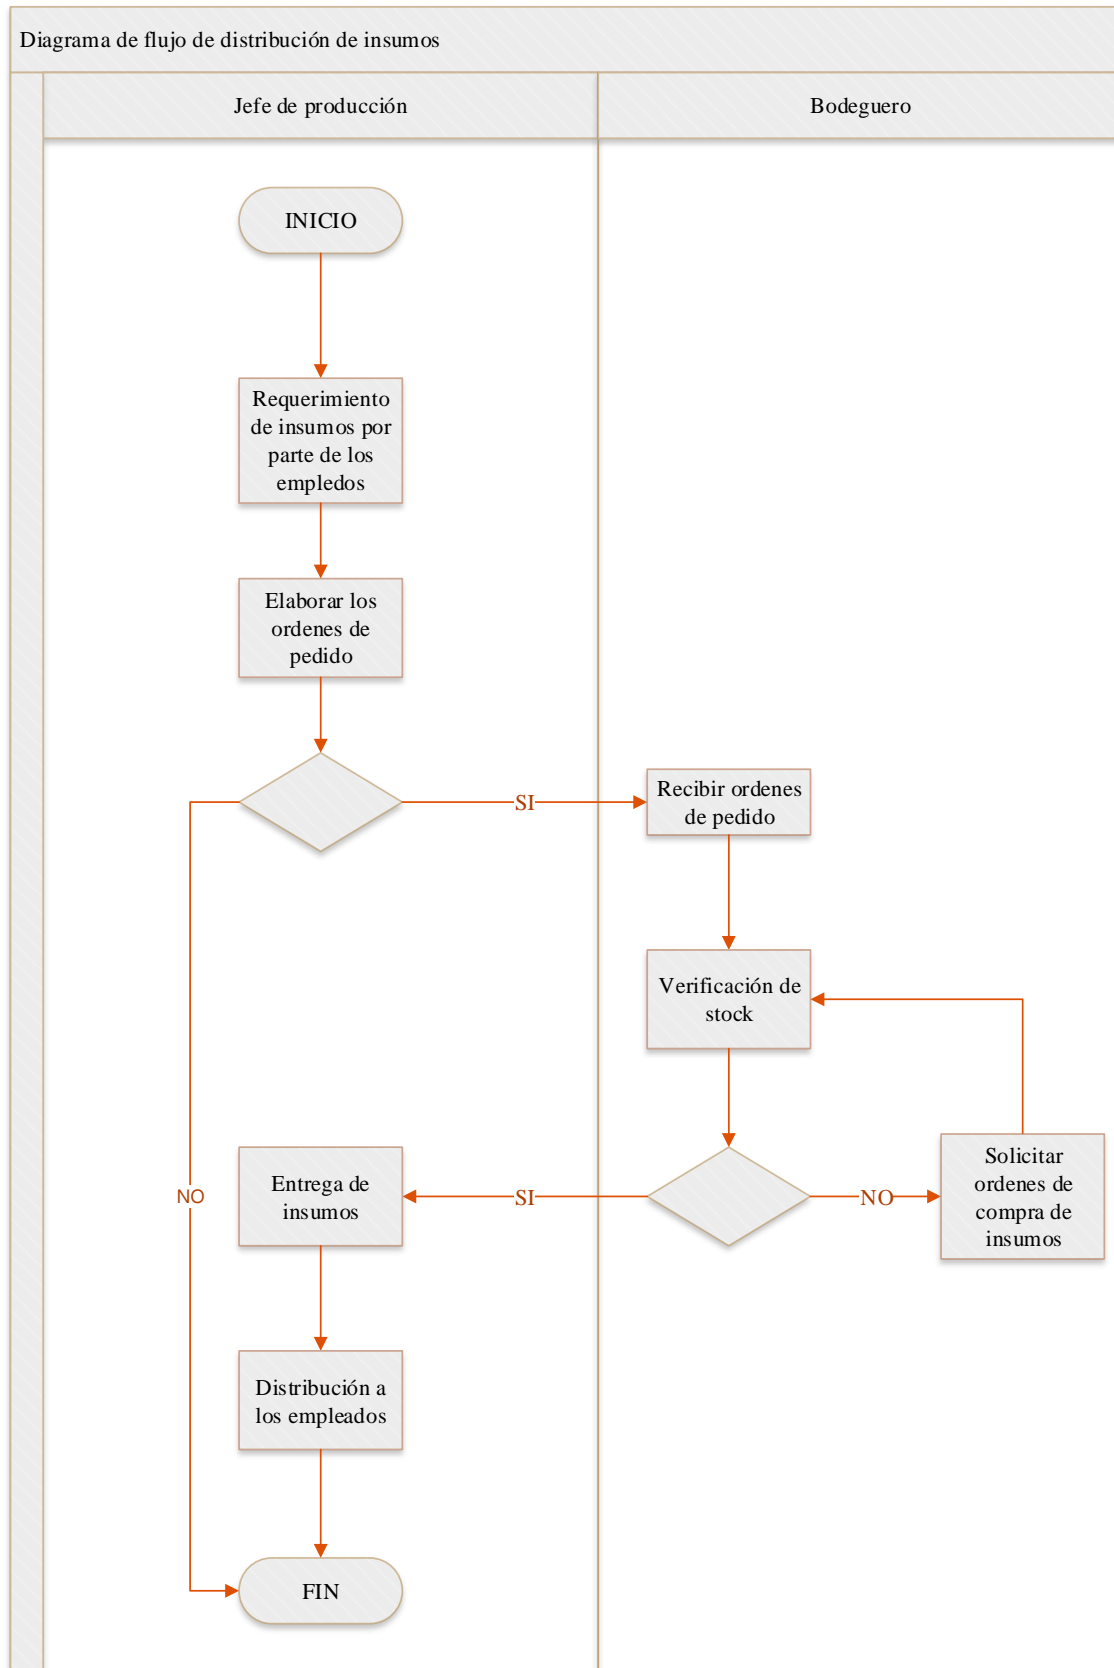 Diagrama de flujo de distribución de insumos
Jefe de producción
Bodeguero
INICIO
Requerimiento
de insumos por
parte de los
empledos
Elaborar los
ordenes de
pedido
SI
Recibir ordenes
de pedido
Verificación de
stock
NO
Entrega de
insumos
SI
NO
Solicitar
ordenes de
compra de
insumos
Distribución a
los empleados
FIN